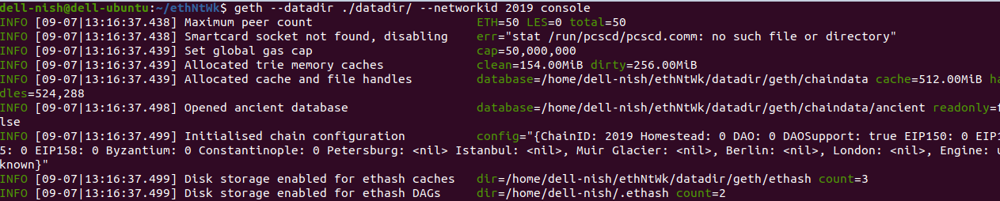 dell-nish@dell-ubuntu:~/ethNtWk$ geth --datadir ./datadir/ --networkid 2019 console
INFO [09-07|13:16:37.438] Maximum peer count                       ETH=50 LES=0 total=50
INFO [09-07|13:16:37.438] Smartcard socket not found, disabling    err="stat /run/pcscd/pcscd.comm: no such file or directory"
INFO [09-07|13:16:37.439] Set global gas cap                       cap=50,000,000
INFO [09-07|13:16:37.439] Allocated trie memory caches             clean=154.00MiB dirty=256.00MiB
INFO [09-07|13:16:37.439] Allocated cache and file handles         database=/home/dell-nish/ethNtWk/datadir/geth/chaindata cache=512.00MiB ha
dles=524,288
INFO [09-07|13:16:37.498] Opened ancient database                  database=/home/dell-nish/ethNtWk/datadir/geth/chaindata/ancient readonly=f
lse
INFO [09-07|13:16:37.499] Initialised chain configuration          config="{ChainID: 2019 Homestead: 0 DAO: 0 DAOSupport: true EIP150: 0 EIP1
5: 0 EIP158: 0 Byzantium: 0 Constantinople: 0 Petersburg: <nil> Istanbul: <nil>, Muir Glacier: <nil>, Berlin: <nil>, London: <nil>, Engine: u
known}"
INFO [09-07|13:16:37.499] Disk storage enabled for ethash caches   dir=/home/dell-nish/ethNtWk/datadir/geth/ethash count=3
INFO [09-07|13:16:37.499] Disk storage enabled for ethash DAGs     dir=/home/dell-nish/.ethash count=2